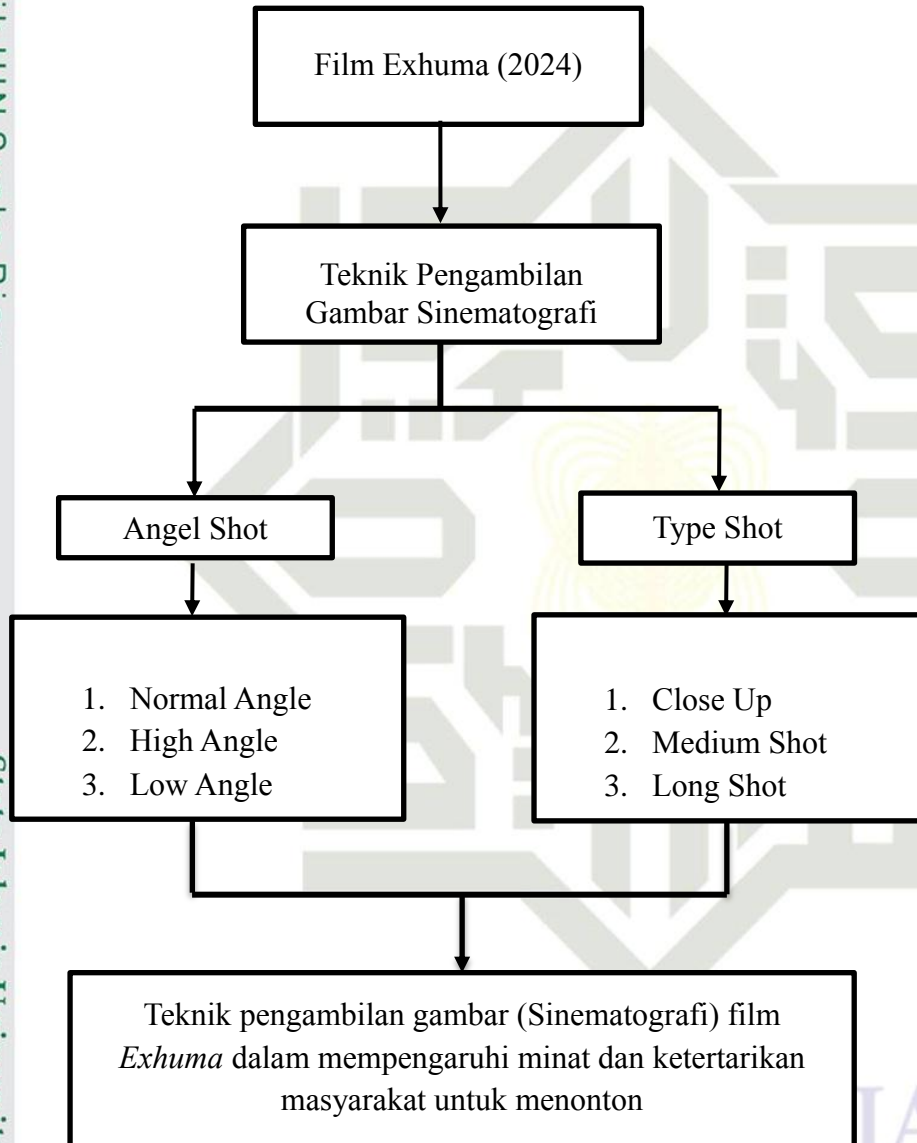 Film Exhuma (2024)
Teknik Pengambilan
Gambar Sinematografi
Angel Shot
Type Shot
1. Normal Angle
2. High Angle
3. Low Angle
1. Close Up
2. Medium Shot
3. Long Shot
Teknik pengambilan gambar (Sinematografi) film
Exhuma dalam mempengaruhi minat dan ketertarikan
masyarakat untuk menonton